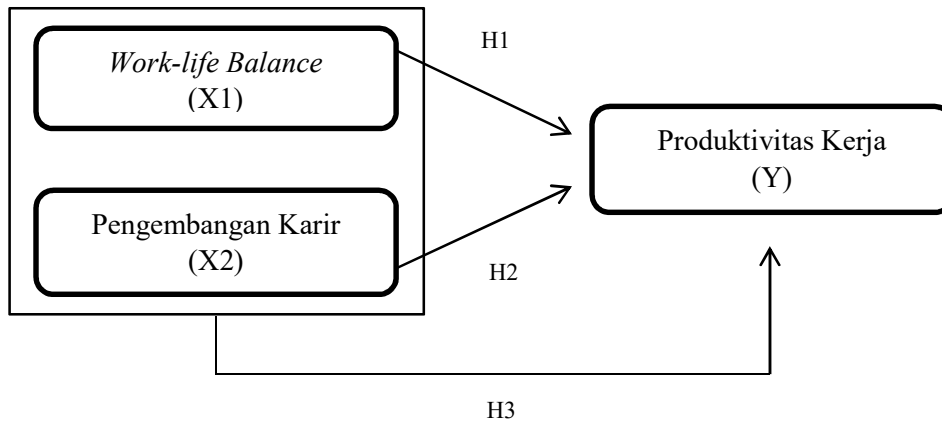 Work-life Balance
(X1)
H1
Produktivitas Kerja
(Y)
Pengembangan Karir
(X2)
H2
H3